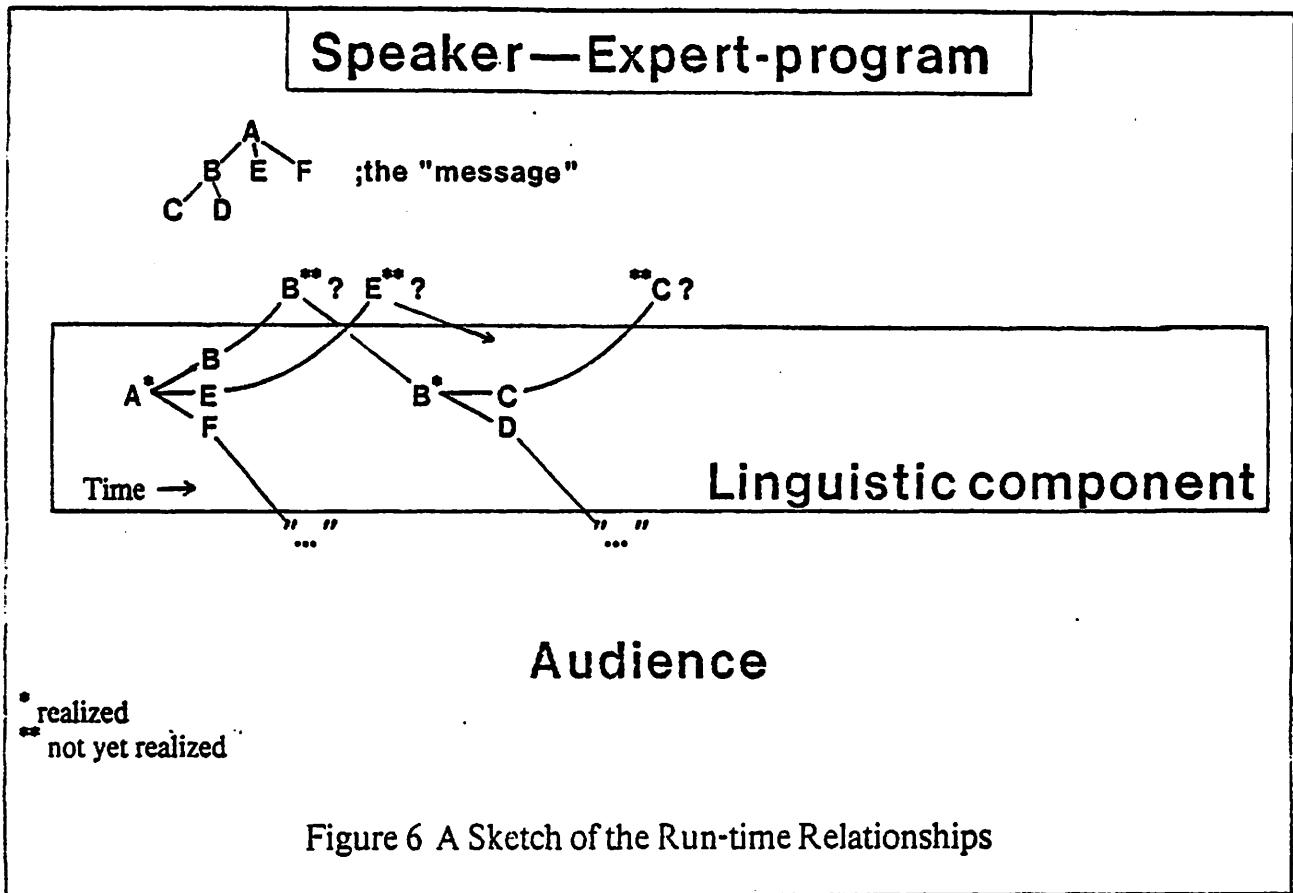 Speaker—Expert-program
A
B E F ;the "message"
C D
B**? E**? **C?
B
A* E B* C
F D
Time → Linguistic component
"..." "..."
Audience
* realized
** not yet realized
Figure 6 A Sketch of the Run-time Relationships